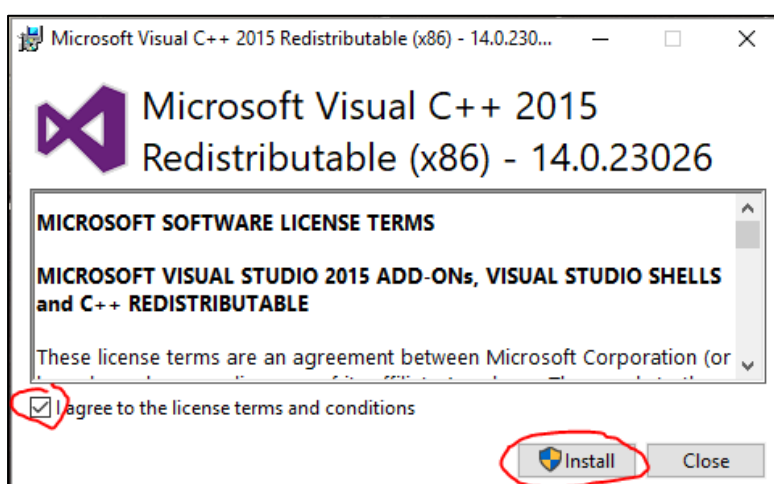 Microsoft Visual C++ 2015 Redistributable (x86) - 14.0.230...
Microsoft Visual C++ 2015
Redistributable (x86) - 14.0.23026
MICROSOFT SOFTWARE LICENSE TERMS
MICROSOFT VISUAL STUDIO 2015 ADD-ONs, VISUAL STUDIO SHELLS
and C++ REDISTRIBUTABLE
These license terms are an agreement between Microsoft Corporation (or
I agree to the license terms and conditions
Install Close